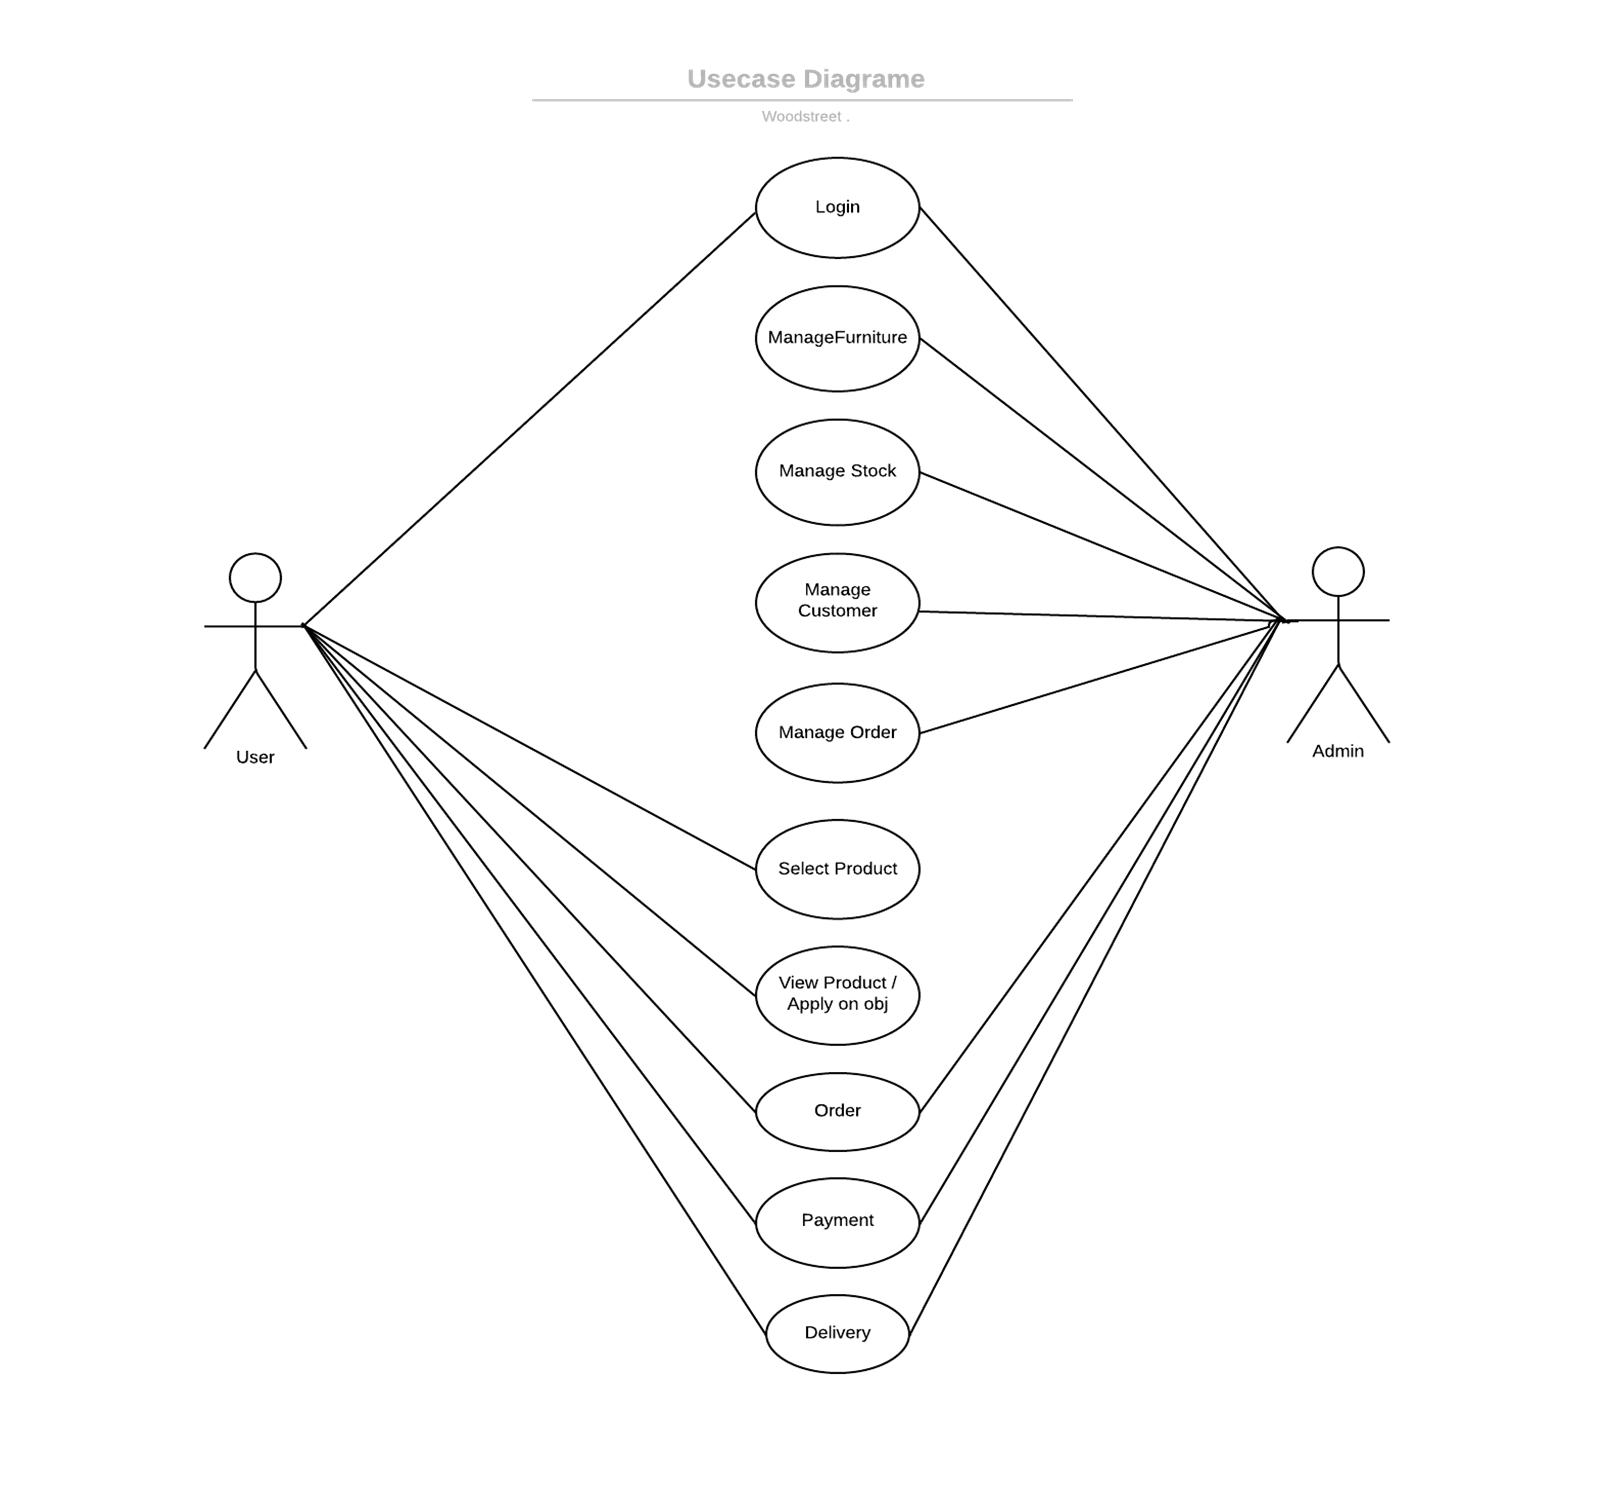 Usecase Diagrame
Woodstreet .
Login
ManageFurniture
Manage Stock
Manage
Customer
User
Admin
Manage Order
Select Product
View Product /
Apply on obj
Order
Payment
Delivery